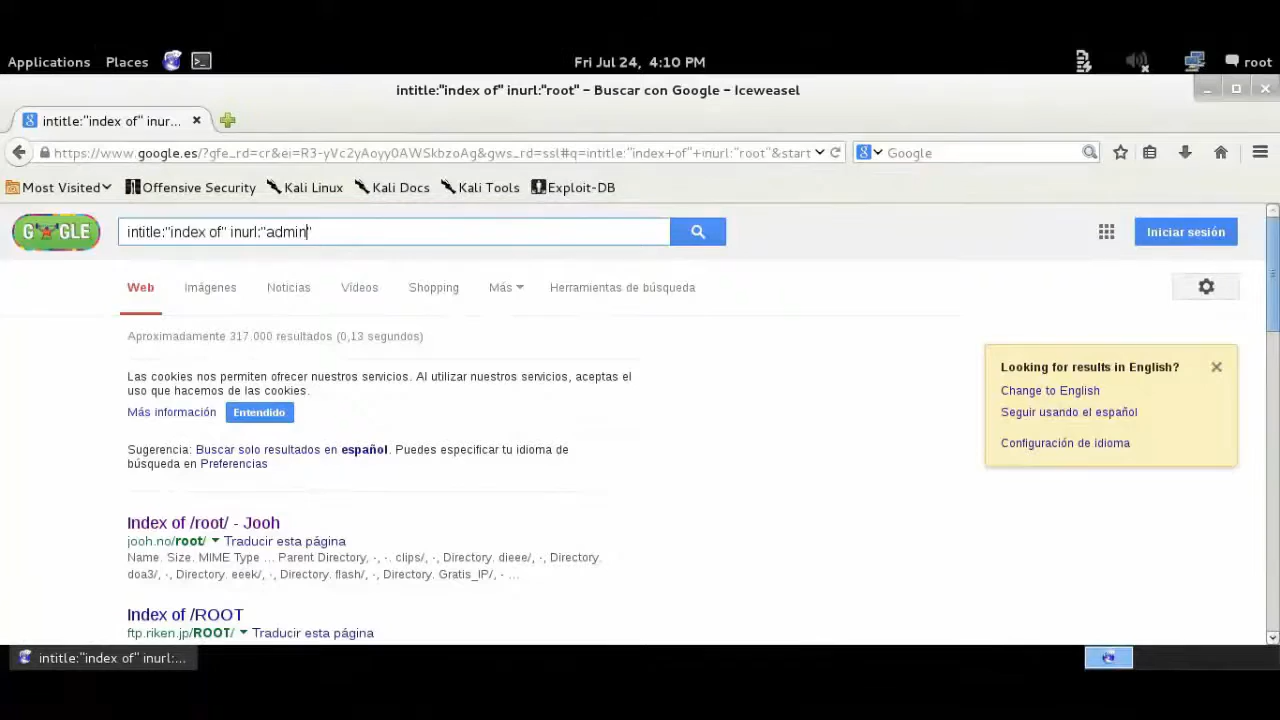 Applications Places Fri Jul 24, 4:10 PM root
intitle:"index of" inurl:"root" - Buscar con Google - Iceweasel
intitle:"index of" inur...
https://www.google.es/?gfe_rd=cr&ei=R3-yVc2yAoyy0AWSkbzoAg&gws_rd=ssl#q=intitle:"index+of"+inurl:"root"&start Google
Most Visited Offensive Security Kali Linux Kali Docs Kali Tools Exploit-DB
GOOGLE intitle:"index of" inurl:"admin" Iniciar sesión
Web Imágenes Noticias Vídeos Shopping Más Herramientas de búsqueda
Aproximadamente 317.000 resultados (0,13 segundos)
Las cookies nos permiten ofrecer nuestros servicios. Al utilizar nuestros servicios, aceptas el
uso que hacemos de las cookies.
Más información Entendido
Looking for results in English?
Change to English
Seguir usando el español
Configuración de idioma
Sugerencia: Buscar solo resultados en español. Puedes especificar tu idioma de
búsqueda en Preferencias
Index of /root/ - Jooh
jooh.no/root/ Traducir esta página
Name. Size. MIME Type ... Parent Directory, -, -. clips/, -, Directory. dieee/, -, Directory.
doa3/, -, Directory. eeek/, -, Directory. flash/, -, Directory. Gratis_IP/, - ...
Index of /ROOT
ftp.riken.jp/ROOT/ Traducir esta página
intitle:"index of" inurl:...